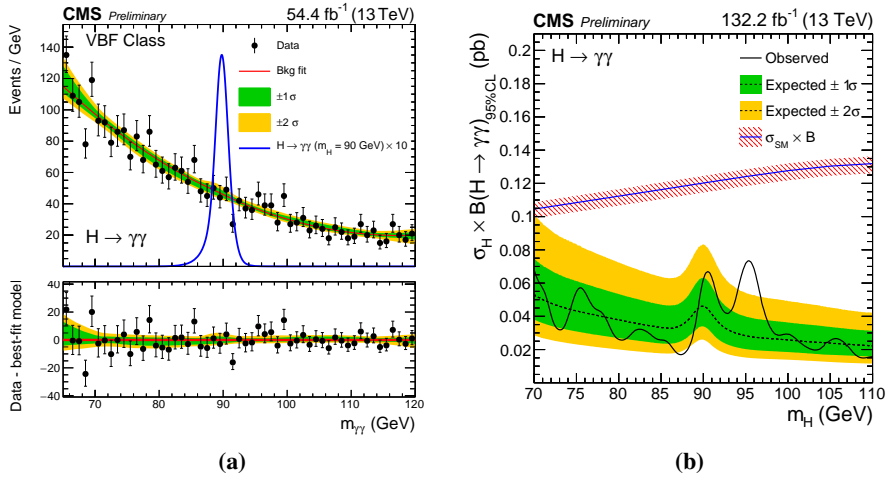 CMS Preliminary 54.4 fb⁻¹ (13 TeV)
Events / GeV
140
120
100
80
60
40
20
VBF Class
Data
Bkg fit
±1 σ
±2 σ
H → γγ (m_H = 90 GeV) × 10
H → γγ
Data - best-fit model
40
20
0
−20
−40
70 80 90 100 110 120
m_γγ (GeV)
(a)
CMS Preliminary 132.2 fb⁻¹ (13 TeV)
σ_H × B(H → γγ)_95%CL (pb)
0.2
0.18
0.16
0.14
0.12
0.1
0.08
0.06
0.04
0.02
H → γγ
Observed
Expected ± 1σ
Expected ± 2σ
σ_SM × B
70 75 80 85 90 95 100 105 110
m_H (GeV)
(b)